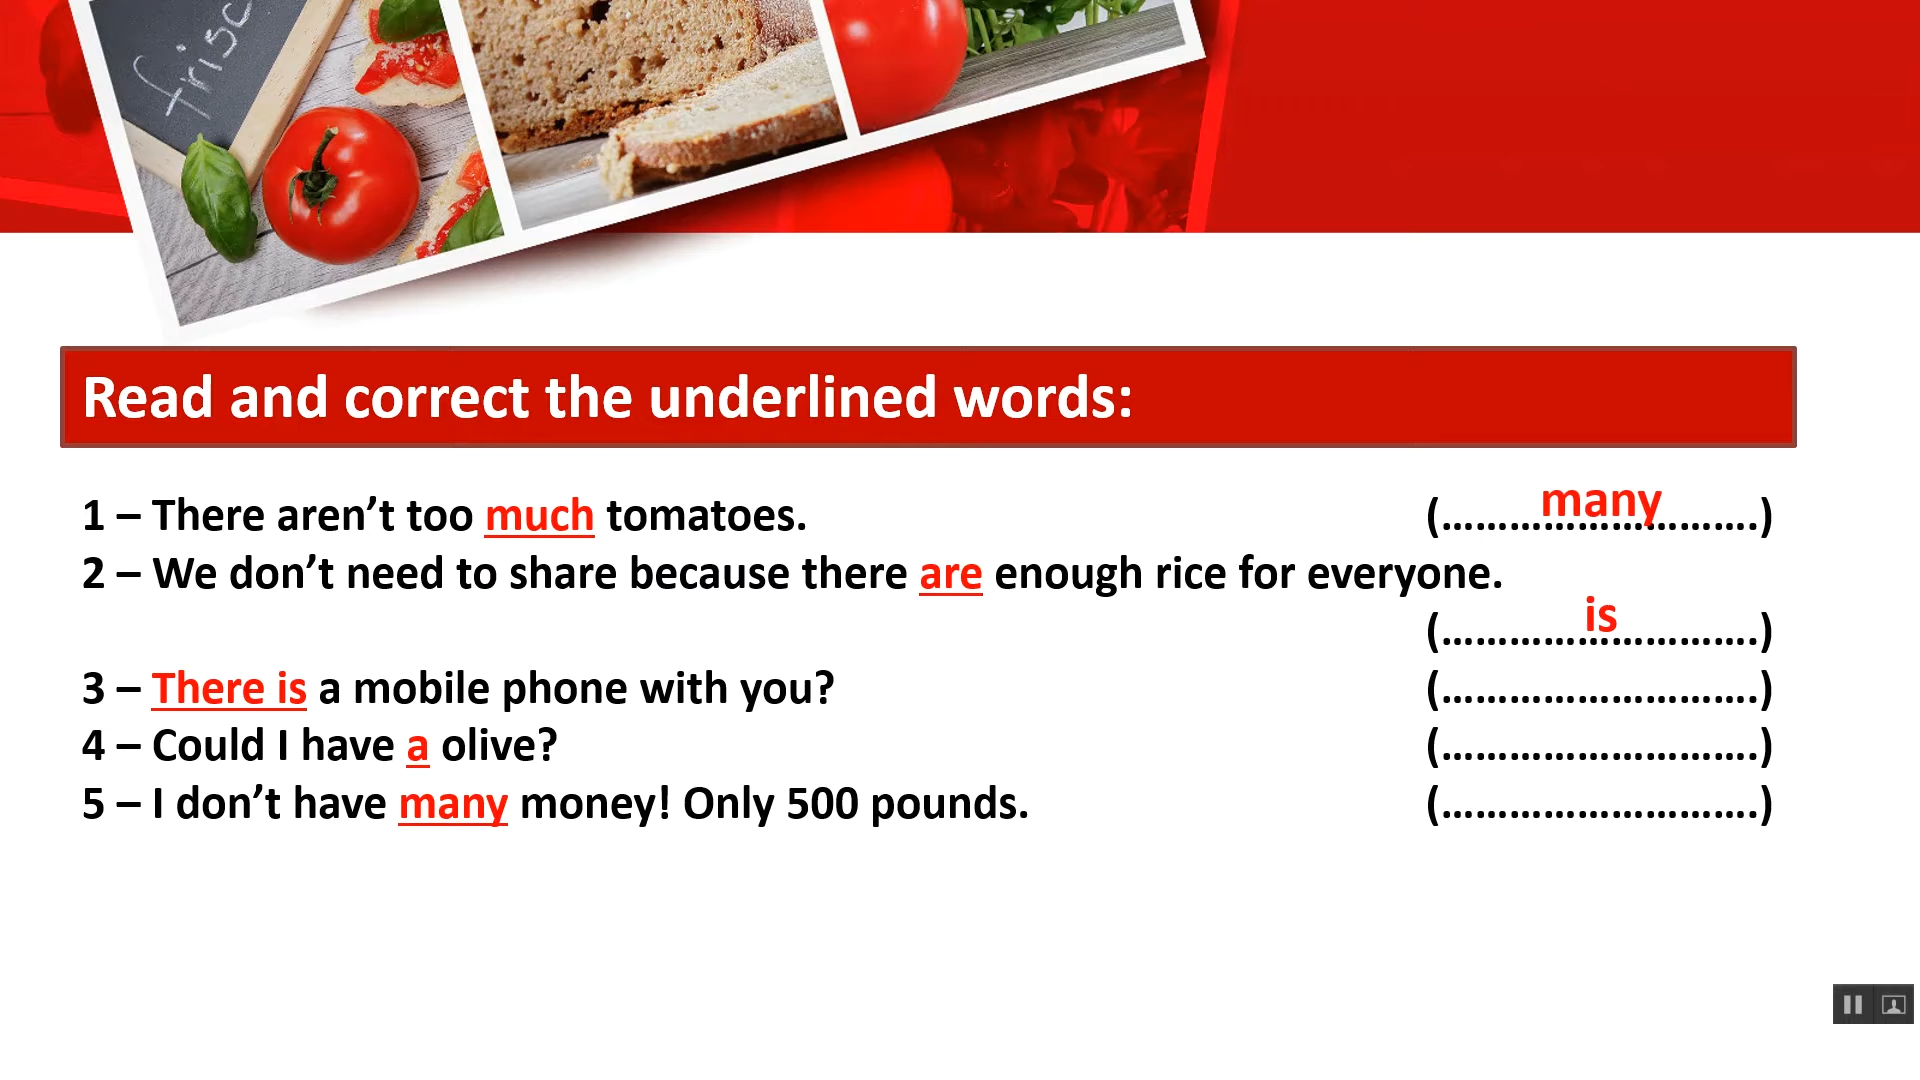 frisc
Read and correct the underlined words:
1 – There aren’t too much tomatoes. (………………………….)
many
2 – We don’t need to share because there are enough rice for everyone.
is
(………………………….)
3 – There is a mobile phone with you? (………………………….)
4 – Could I have a olive? (………………………….)
5 – I don’t have many money! Only 500 pounds. (………………………….)